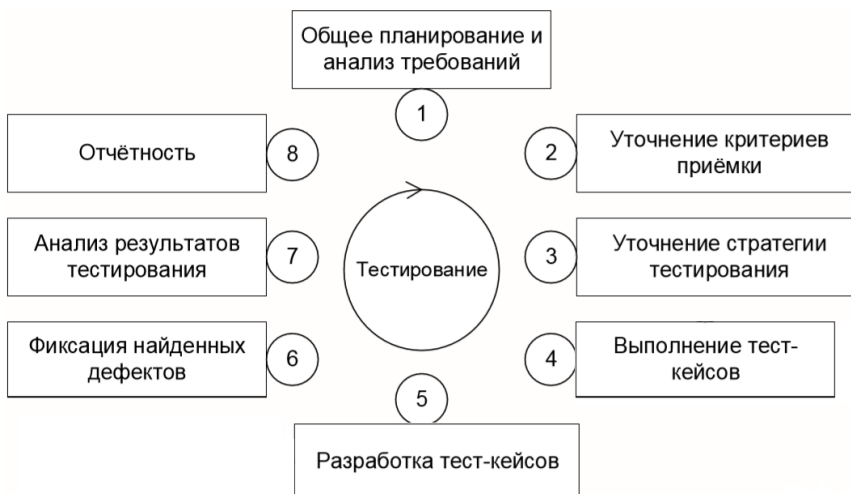 Общее планирование и
анализ требований
1
2
Уточнение критериев
приёмки
3
Уточнение стратегии
тестирования
4
Выполнение тест-
кейсов
5
Разработка тест-кейсов
6
Фиксация найденных
дефектов
7
Анализ результатов
тестирования
8
Отчётность
Тестирование